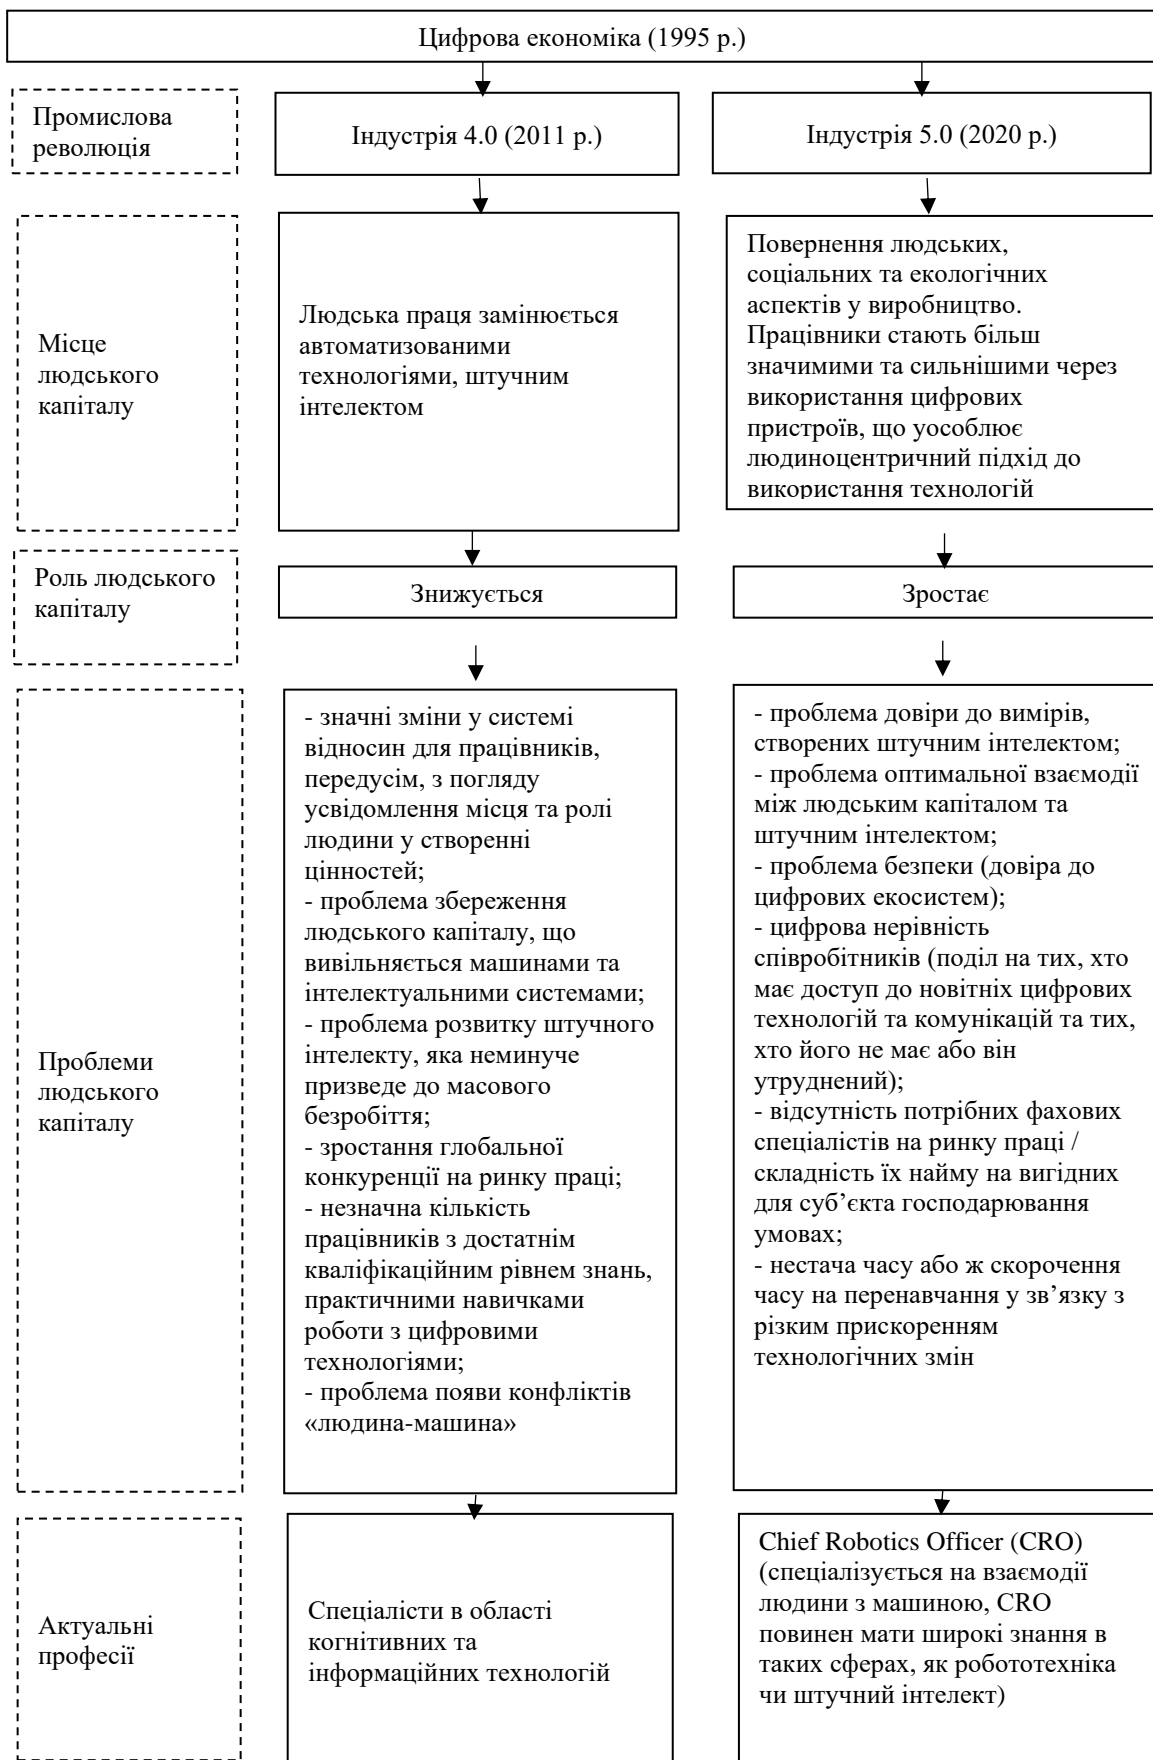 Цифрова економіка (1995 р.)
Промислова
революція
Індустрія 4.0 (2011 р.)
Індустрія 5.0 (2020 р.)
Місце
людського
капіталу
Людська праця замінюється
автоматизованими
технологіями, штучним
інтелектом
Повернення людських,
соціальних та екологічних
аспектів у виробництво.
Працівники стають більш
значимими та сильнішими через
використання цифрових
пристроїв, що уособлює
людиноцентричний підхід до
використання технологій
Роль людського
капіталу
Знижується
Зростає
Проблеми
людського
капіталу
- значні зміни у системі
відносин для працівників,
передусім, з погляду
усвідомлення місця та ролі
людини у створенні
цінностей;
- проблема збереження
людського капіталу, що
вивільняється машинами та
інтелектуальними системами;
- проблема розвитку штучного
інтелекту, яка неминуче
призведе до масового
безробіття;
- зростання глобальної
конкуренції на ринку праці;
- незначна кількість
працівників з достатнім
кваліфікаційним рівнем знань,
практичними навичками
роботи з цифровими
технологіями;
- проблема появи конфліктів
«людина-машина»
- проблема довіри до вимірів,
створених штучним інтелектом;
- проблема оптимальної взаємодії
між людським капіталом та
штучним інтелектом;
- проблема безпеки (довіра до
цифрових екосистем);
- цифрова нерівність
співробітників (поділ на тих, хто
має доступ до новітніх цифрових
технологій та комунікацій та тих,
хто його не має або він
утруднений);
- відсутність потрібних фахових
спеціалістів на ринку праці /
складність їх найму на вигідних
для суб’єкта господарювання
умовах;
- нестача часу або ж скорочення
часу на перенавчання у зв’язку з
різким прискоренням
технологічних змін
Актуальні
професії
Спеціалісти в області
когнітивних та
інформаційних технологій
Chief Robotics Officer (CRO)
(спеціалізується на взаємодії
людини з машиною, CRO
повинен мати широкі знання в
таких сферах, як робототехніка
чи штучний інтелект)